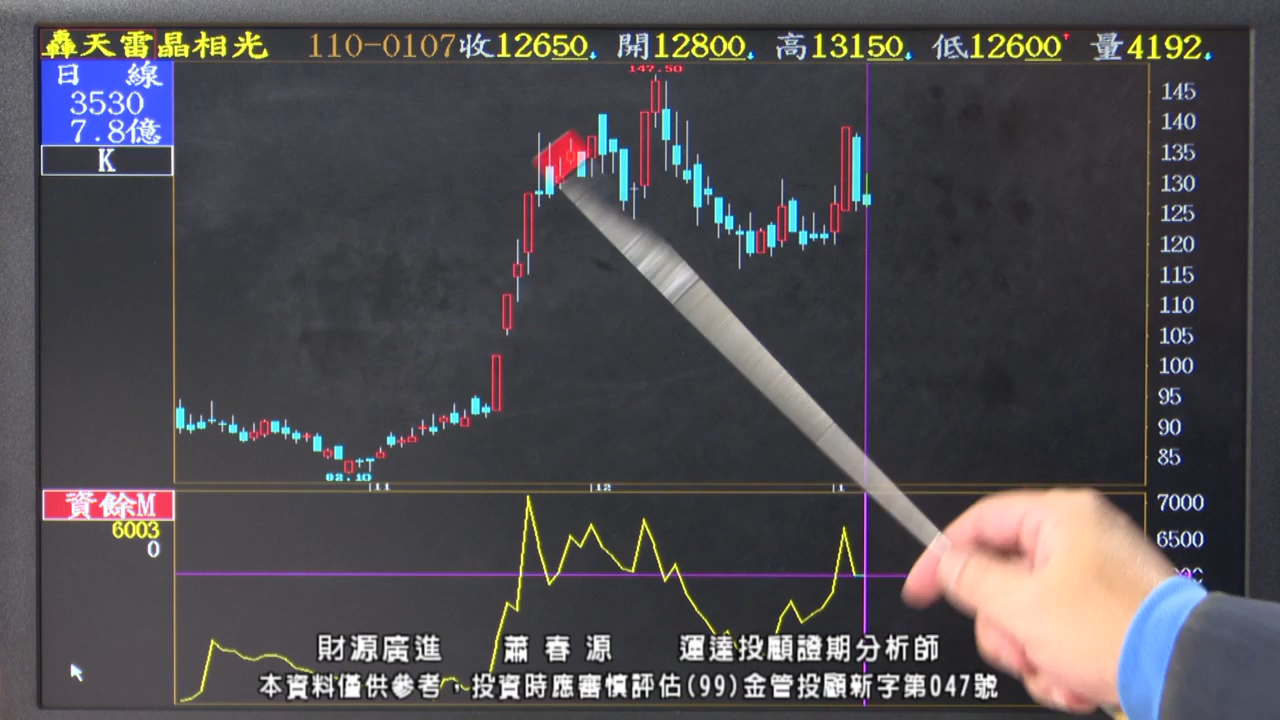 轟天雷晶相光 110-0107收12650 開12800 高13150 低12600 量4192
日 線
3530
7.8億
K
147.50
145
140
135
130
125
120
115
110
105
100
95
90
85
82.10
11 12 1
資餘M
6003
0
7000
6500
財源廣進 蕭春源 運達投顧證期分析師
本資料僅供參考，投資時應審慎評估(99)金管投顧新字第047號